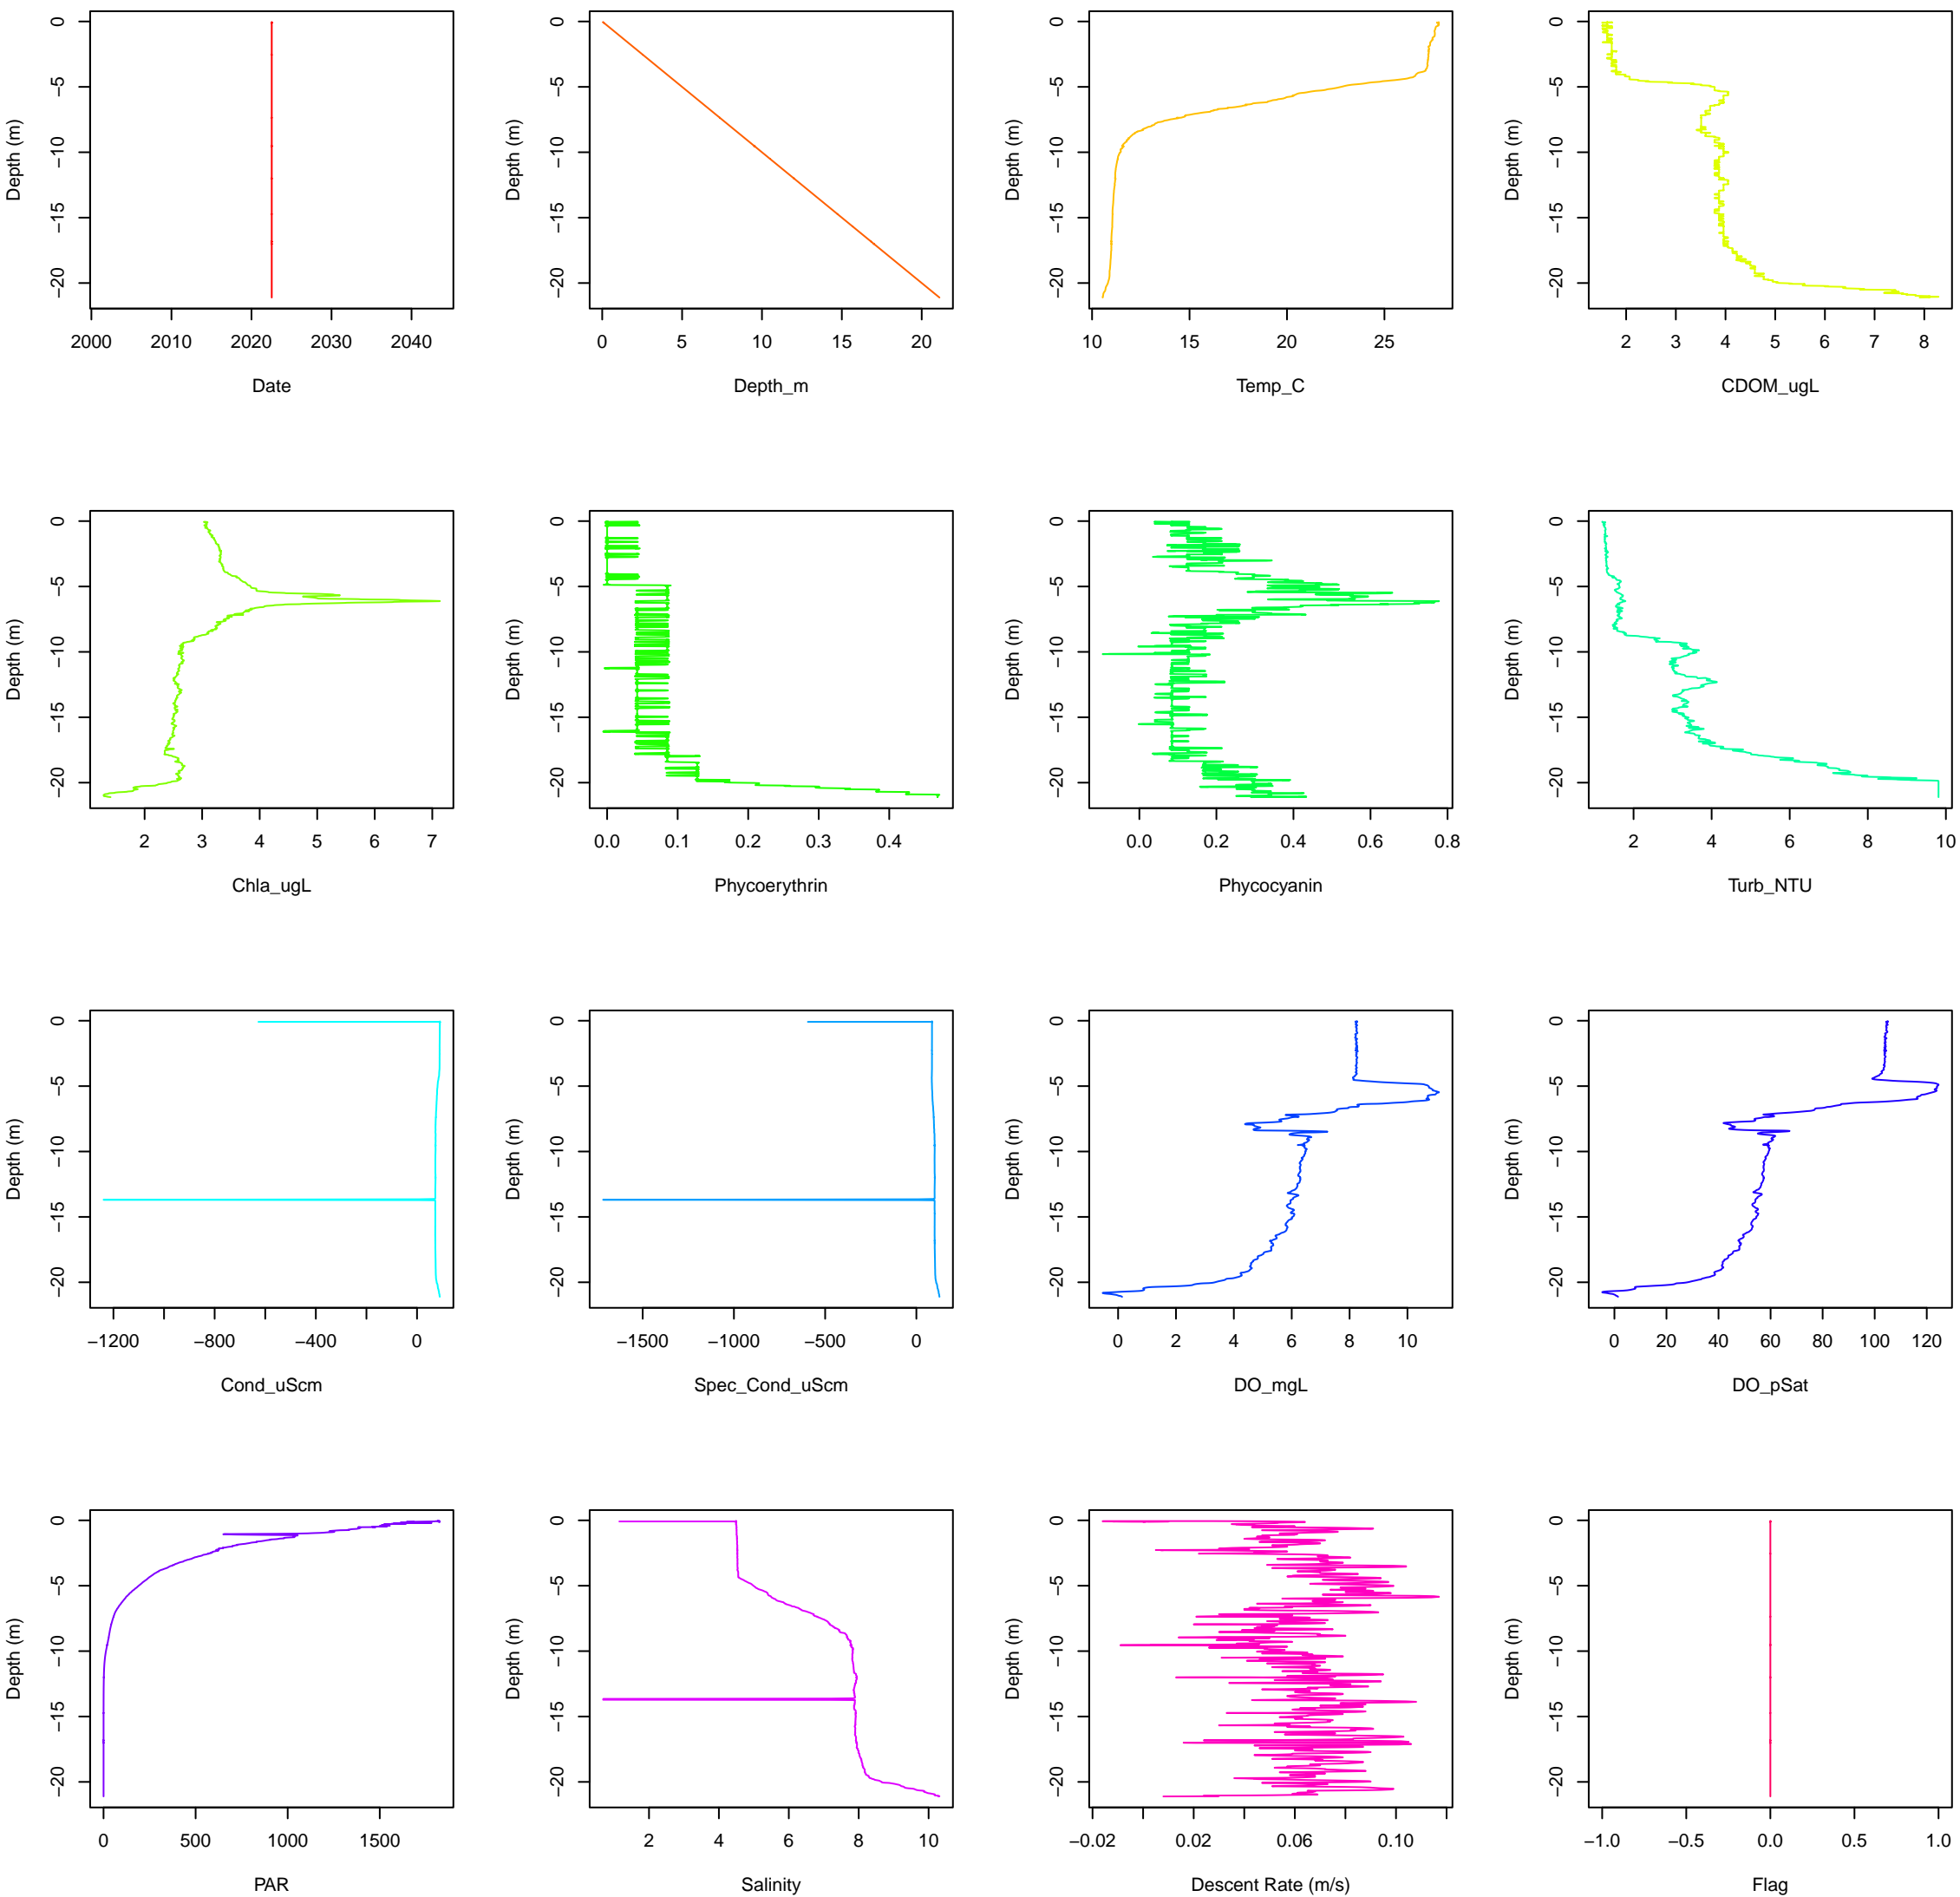 0 0 0 0
−5 −5 −5 −5
Depth (m) Depth (m) Depth (m) Depth (m)
−10 −10 −10 −10
−15 −15 −15 −15
−20 −20 −20 −20
2000 2010 2020 2030 2040 0 5 10 15 20 10 15 20 25 2 3 4 5 6 7 8
Date Depth_m Temp_C CDOM_ugL
0 0 0 0
−5 −5 −5 −5
Depth (m) Depth (m) Depth (m) Depth (m)
−10 −10 −10 −10
−15 −15 −15 −15
−20 −20 −20 −20
2 3 4 5 6 7 0.0 0.1 0.2 0.3 0.4 0.0 0.2 0.4 0.6 0.8 2 4 6 8 10
Chla_ugL Phycoerythrin Phycocyanin Turb_NTU
0 0 0 0
−5 −5 −5 −5
Depth (m) Depth (m) Depth (m) Depth (m)
−10 −10 −10 −10
−15 −15 −15 −15
−20 −20 −20 −20
−1200 −800 −400 0 −1500 −1000 −500 0 0 2 4 6 8 10 0 20 40 60 80 100 120
Cond_uScm Spec_Cond_uScm DO_mgL DO_pSat
0 0 0 0
−5 −5 −5 −5
Depth (m) Depth (m) Depth (m) Depth (m)
−10 −10 −10 −10
−15 −15 −15 −15
−20 −20 −20 −20
0 500 1000 1500 2 4 6 8 10 −0.02 0.02 0.06 0.10 −1.0 −0.5 0.0 0.5 1.0
PAR Salinity Descent Rate (m/s) Flag